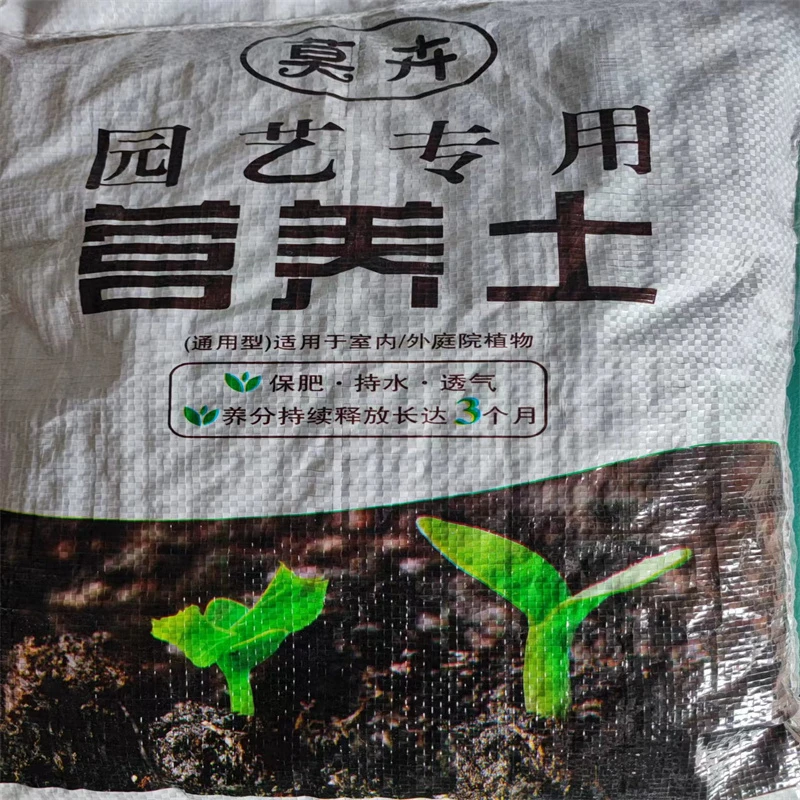 莫卉
园艺专用
营养土
(通用型)适用于室内/外庭院植物
保肥·持水·透气
养分持续释放长达3个月